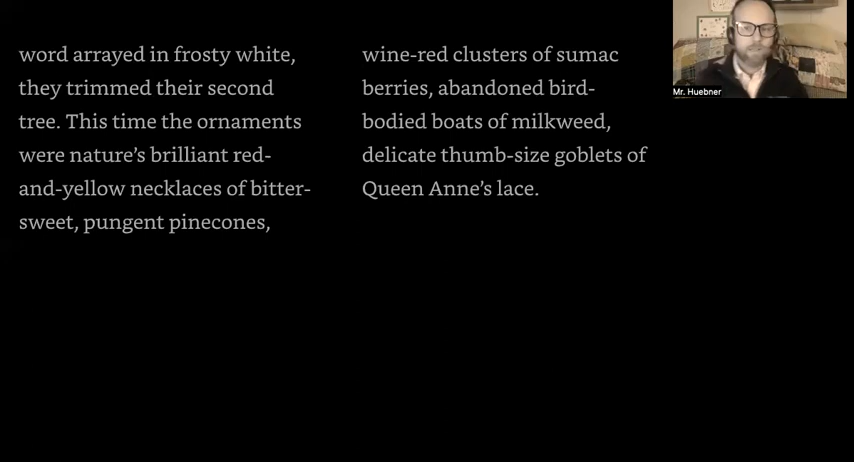 word arrayed in frosty white,
they trimmed their second
tree. This time the ornaments
were nature’s brilliant red-
and-yellow necklaces of bitter-
sweet, pungent pinecones,
wine-red clusters of sumac
berries, abandoned bird-
bodied boats of milkweed,
delicate thumb-size goblets of
Queen Anne’s lace.
Mr. Huebner